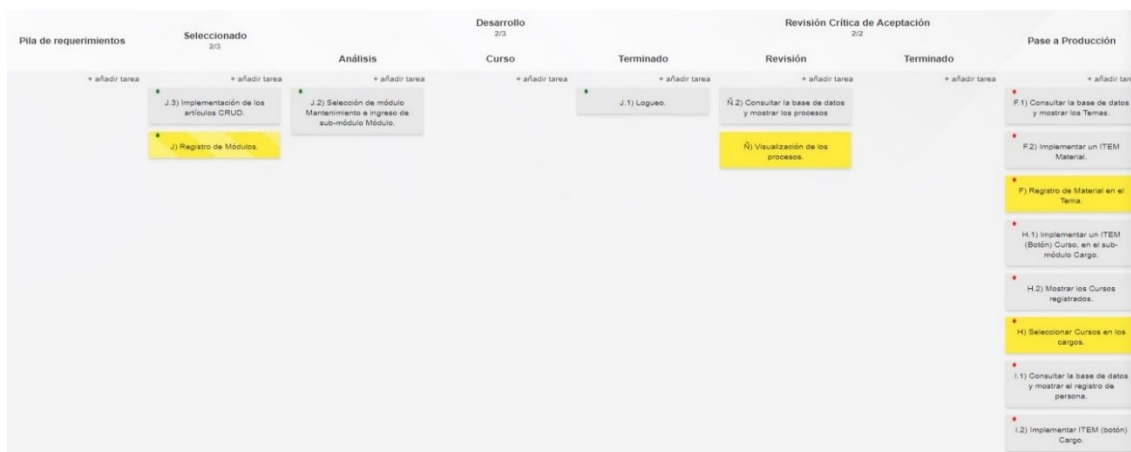 Pila de requerimientos
Seleccionado
2/3
Desarrollo
2/3
Análisis
Curso
Terminado
Revisión Crítica de Aceptación
2/2
Revisión
Terminado
Pase a Producción
+ añadir tarea
+ añadir tarea
+ añadir tarea
+ añadir tarea
+ añadir tarea
+ añadir tarea
+ añadir tarea
+ añadir tar
J.3) Implementación de los
artículos CRUD.
J) Registro de Módulos.
J.2) Selección de módulo
Mantenimiento e ingreso de
sub-módulo Módulo.
J.1) Logueo.
Ñ.2) Consultar la base de datos
y mostrar los procesos
Ñ) Visualización de los
procesos.
F.1) Consultar la base de datos
y mostrar los Temas.
F.2) Implementar un ITEM
Material.
F) Registro de Material en el
Tema.
H.1) Implementar un ITEM
(Botón) Curso, en el sub-
módulo Cargo.
H.2) Mostrar los Cursos
registrados.
H) Seleccionar Cursos en los
cargos.
I.1) Consultar la base de datos
y mostrar el registro de
persona.
I.2) Implementar ITEM (botón)
Cargo.